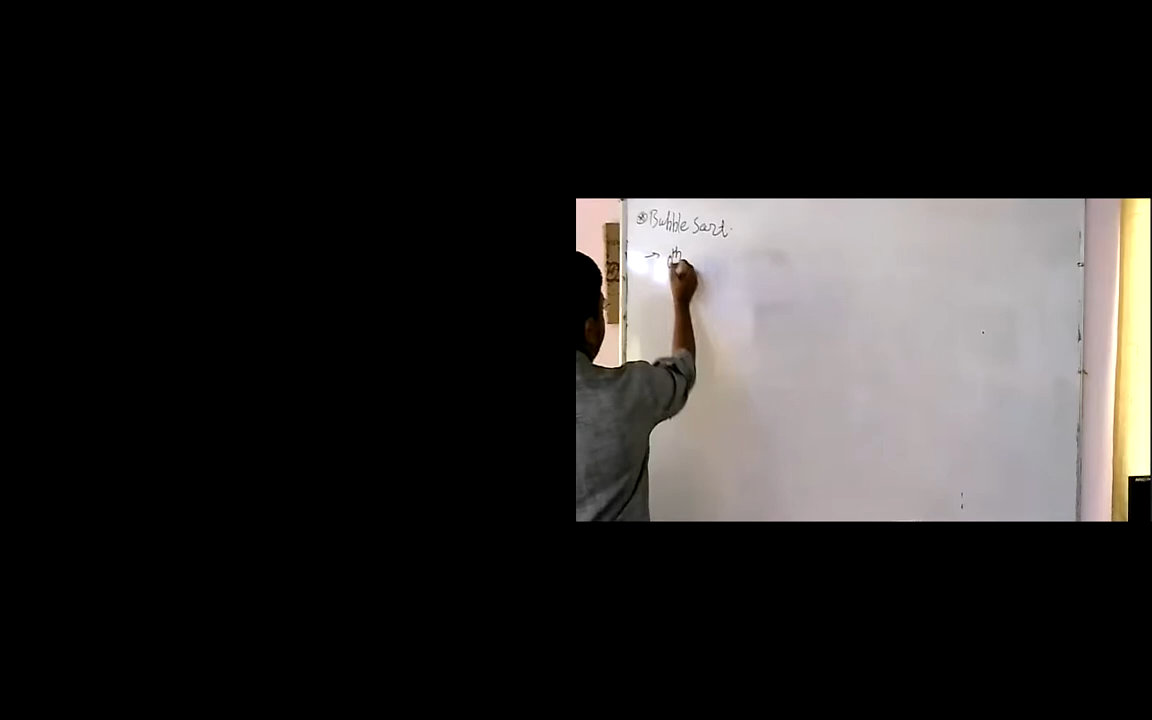 ⊛ Bubble Sort.
→